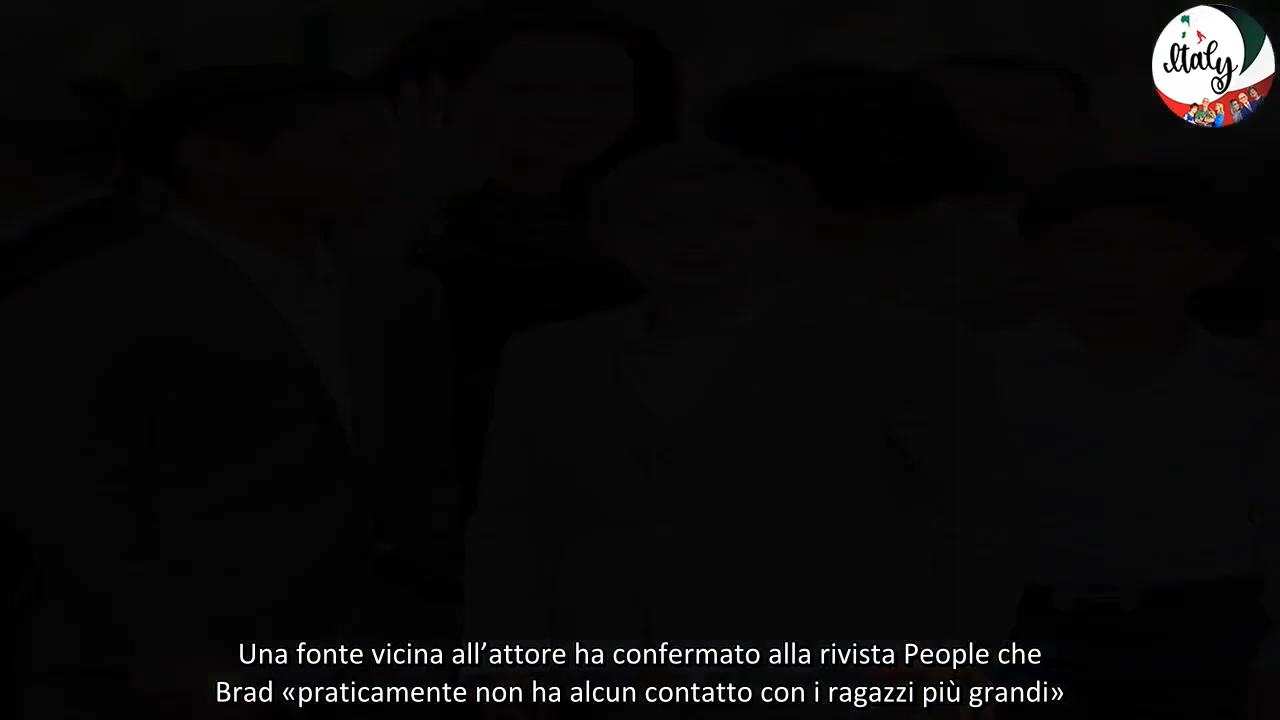 Italy
Una fonte vicina all’attore ha confermato alla rivista People che
Brad «praticamente non ha alcun contatto con i ragazzi più grandi»